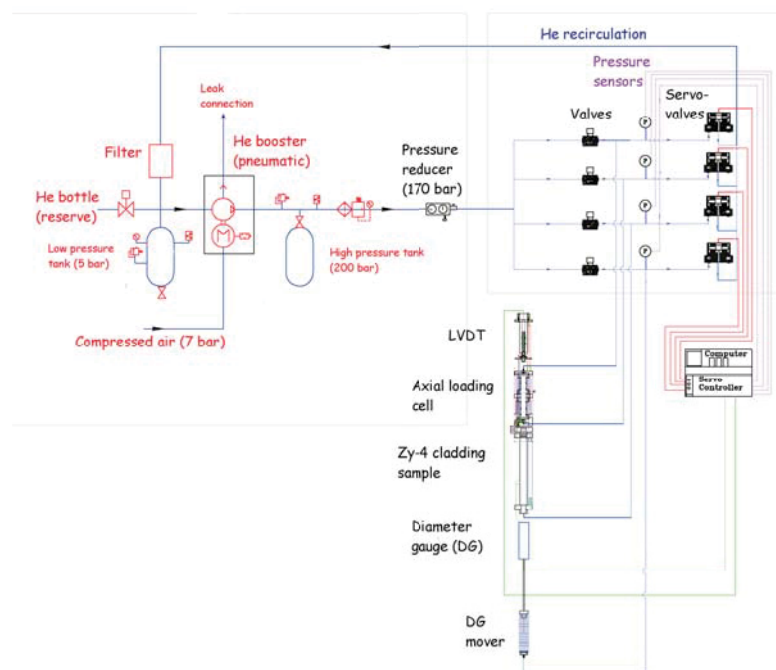 He recirculation
Pressure
sensors
Leak
connection
Servo-
valves
Valves
He booster
(pneumatic)
Filter
Pressure
reducer
(170 bar)
He bottle
(reserve)
Low pressure
tank (5 bar)
High pressure tank
(200 bar)
Compressed air (7 bar)
M
P
P
P
P
LVDT
Computer
Servo
Controller
Axial loading
cell
Zy-4 cladding
sample
Diameter
gauge (DG)
DG
mover